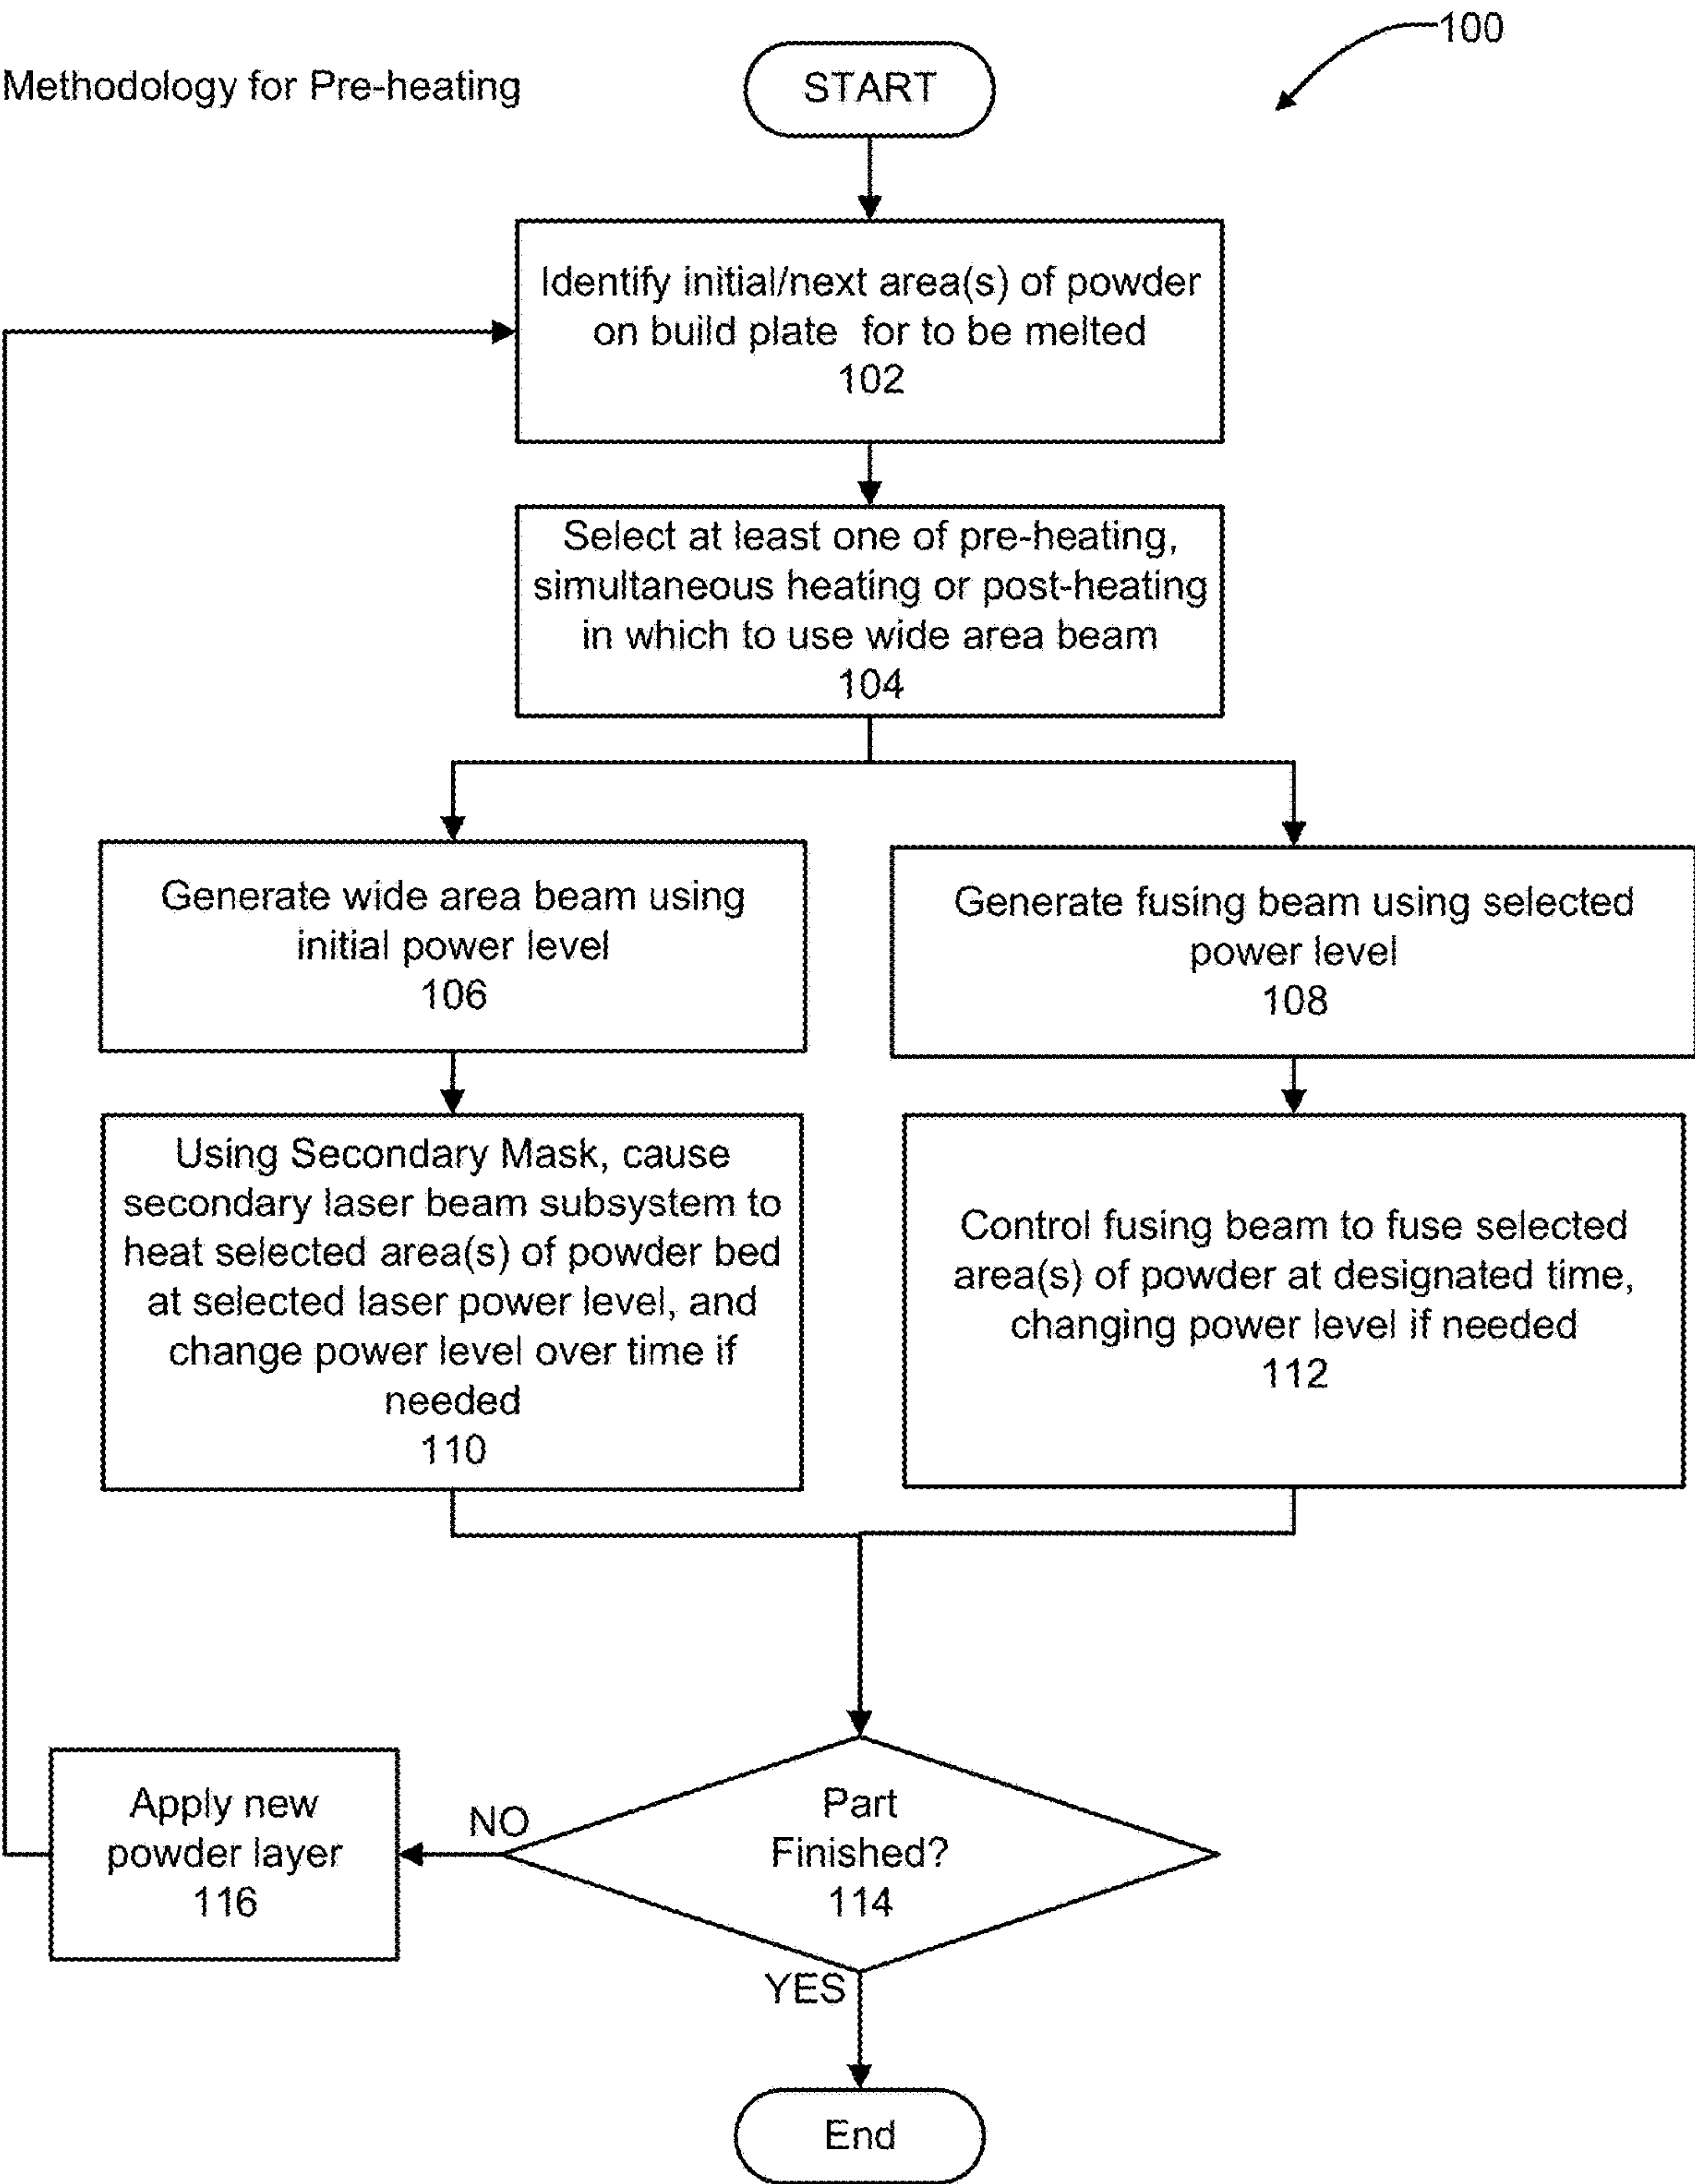 100
Methodology for Pre-heating
START
Identify initial/next area(s) of powder
on build plate for to be melted
102
Select at least one of pre-heating,
simultaneous heating or post-heating
in which to use wide area beam
104
Generate wide area beam using
initial power level
106
Generate fusing beam using selected
power level
108
Using Secondary Mask, cause
secondary laser beam subsystem to
heat selected area(s) of powder bed
at selected laser power level, and
change power level over time if
needed
110
Control fusing beam to fuse selected
area(s) of powder at designated time,
changing power level if needed
112
Part
Finished?
114
NO
Apply new
powder layer
116
YES
End